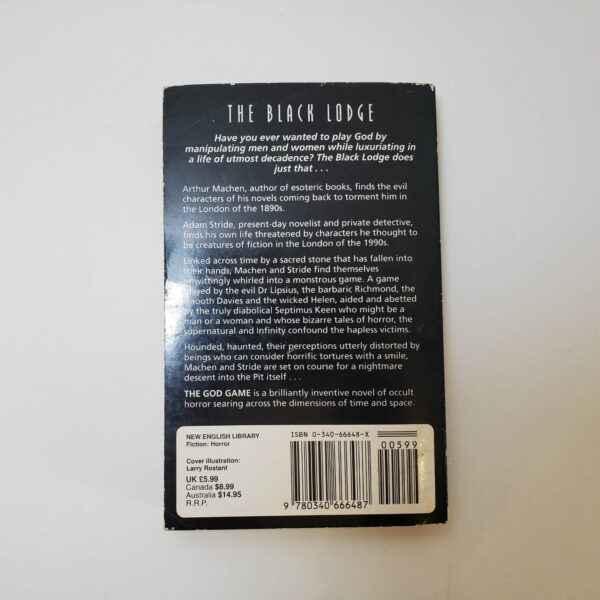 THE BLACK LODGE
Have you ever wanted to play God by
manipulating men and women while luxuriating in
a life of utmost decadence? The Black Lodge does
just that . . .
Arthur Machen, author of esoteric books, finds the evil
characters of his novels coming back to torment him in
the London of the 1890s.
Adam Stride, present-day novelist and private detective,
finds his own life threatened by characters he thought to
be creatures of fiction in the London of the 1990s.
Linked across time by a sacred stone that has fallen into
their hands, Machen and Stride find themselves
unwittingly whirled into a monstrous game. A game
played by the evil Dr Lipsius, the barbaric Richmond, the
smooth Davies and the wicked Helen, aided and abetted
by the truly diabolical Septimus Keen who might be a
man or a woman and whose bizarre tales of horror, the
supernatural and Infinity confound the hapless victims.
Hounded, haunted, their perceptions utterly distorted by
beings who can consider horrific tortures with a smile,
Machen and Stride are set on course for a nightmare
descent into the Pit itself . . .
THE GOD GAME is a brilliantly inventive novel of occult
horror searing across the dimensions of time and space.
NEW ENGLISH LIBRARY
Fiction: Horror
Cover illustration:
Larry Rostant
UK £5.99
Canada $8.99
Australia $14.95
R.R.P.
ISBN 0-340-66648-X
00599
9 780340 666487